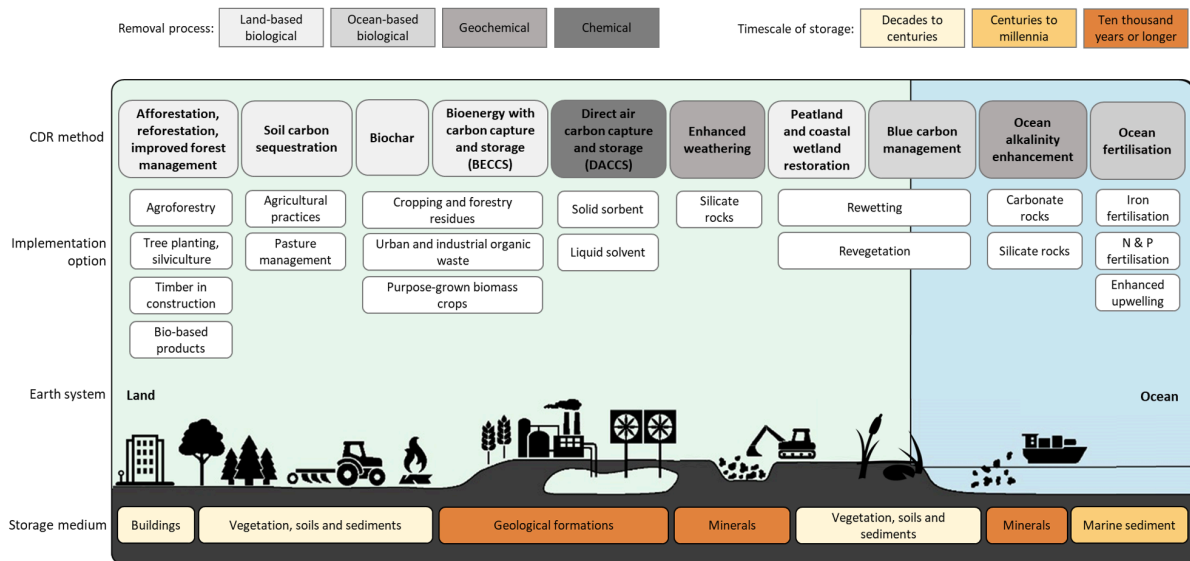 Removal process:
Land-based
biological
Ocean-based
biological
Geochemical
Chemical
Timescale of storage:
Decades to
centuries
Centuries to
millennia
Ten thousand
years or longer
CDR method
Afforestation,
reforestation,
improved forest
management
Soil carbon
sequestration
Biochar
Bioenergy with
carbon capture
and storage
(BECCS)
Direct air
carbon capture
and storage
(DACCS)
Enhanced
weathering
Peatland
and coastal
wetland
restoration
Blue carbon
management
Ocean
alkalinity
enhancement
Ocean
fertilisation
Implementation
option
Agroforestry
Tree planting,
silviculture
Timber in
construction
Bio-based
products
Agricultural
practices
Pasture
management
Cropping and forestry
residues
Urban and industrial organic
waste
Purpose-grown biomass
crops
Solid sorbent
Liquid solvent
Silicate
rocks
Rewetting
Revegetation
Carbonate
rocks
Silicate rocks
Iron
fertilisation
N & P
fertilisation
Enhanced
upwelling
Earth system
Land
Ocean
Storage medium
Buildings
Vegetation, soils and sediments
Geological formations
Minerals
Vegetation, soils and
sediments
Minerals
Marine sediment